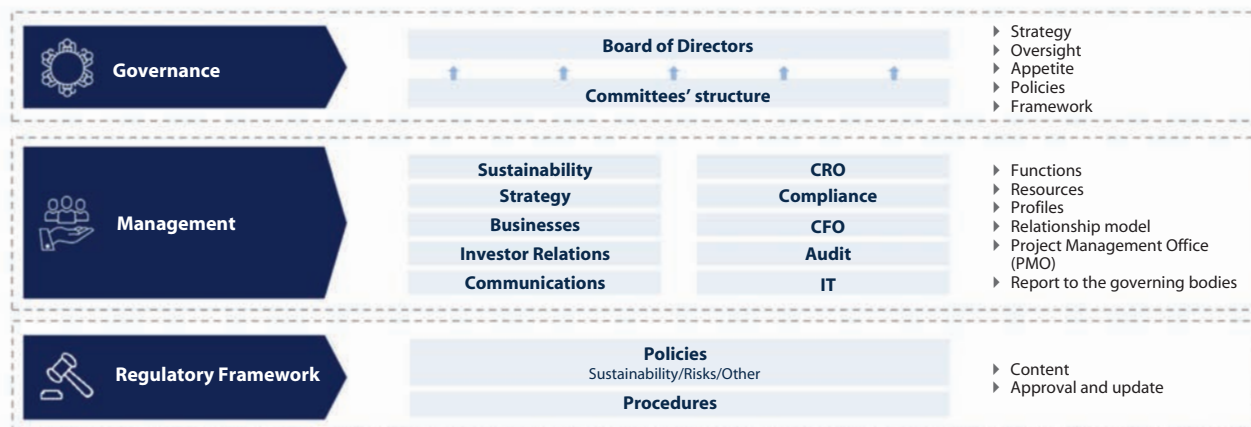 Governance
Board of Directors
Committees’ structure
Strategy
Oversight
Appetite
Policies
Framework
Management
Sustainability
Strategy
Businesses
Investor Relations
Communications
CRO
Compliance
CFO
Audit
IT
Functions
Resources
Profiles
Relationship model
Project Management Office
(PMO)
Report to the governing bodies
Regulatory Framework
Policies
Sustainability/Risks/Other
Procedures
Content
Approval and update